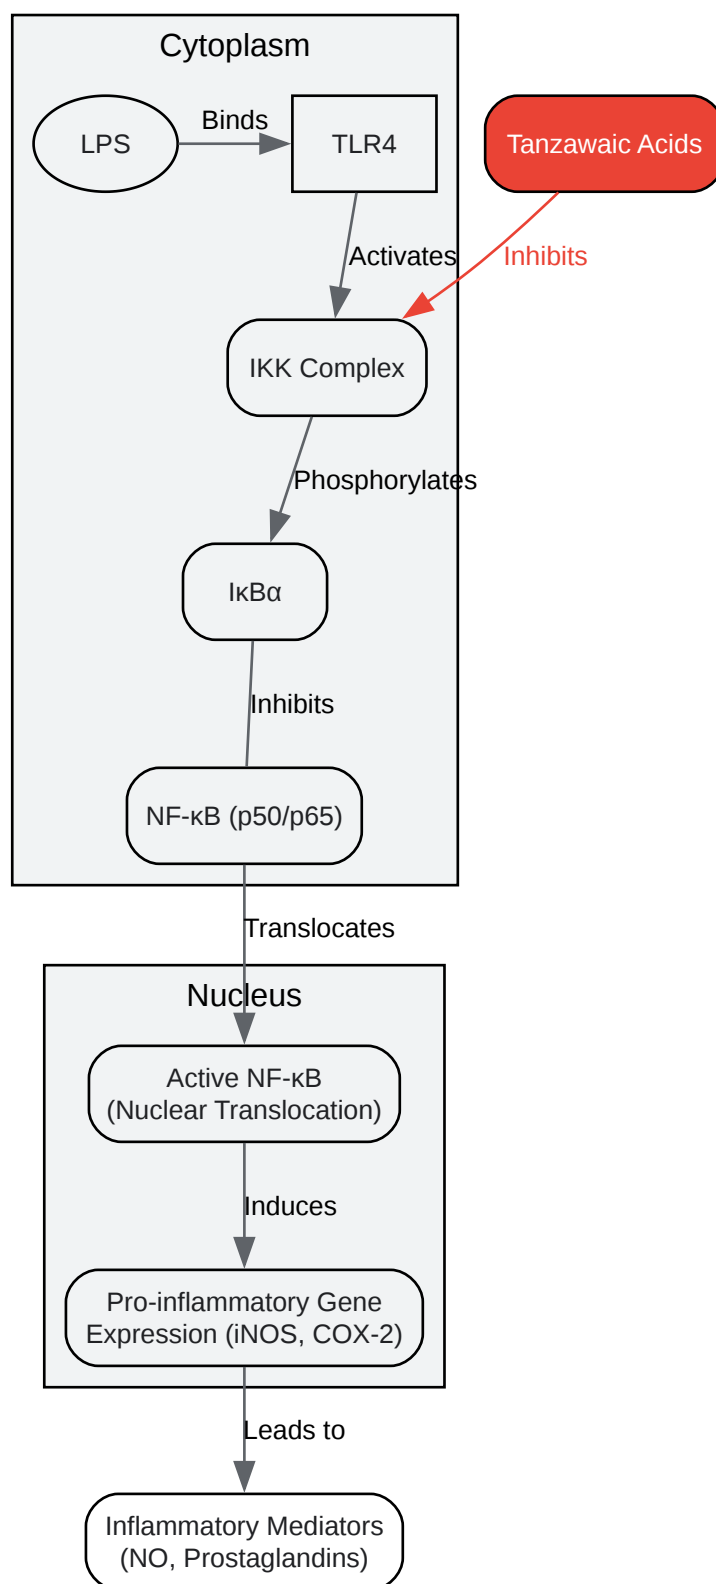 Cytoplasm
LPS
Binds
TLR4
Tanzawaic Acids
Activates
Inhibits
IKK Complex
Phosphorylates
IκBα
Inhibits
NF-κB (p50/p65)
Translocates
Nucleus
Active NF-κB
(Nuclear Translocation)
Induces
Pro-inflammatory Gene
Expression (iNOS, COX-2)
Leads to
Inflammatory Mediators
(NO, Prostaglandins)